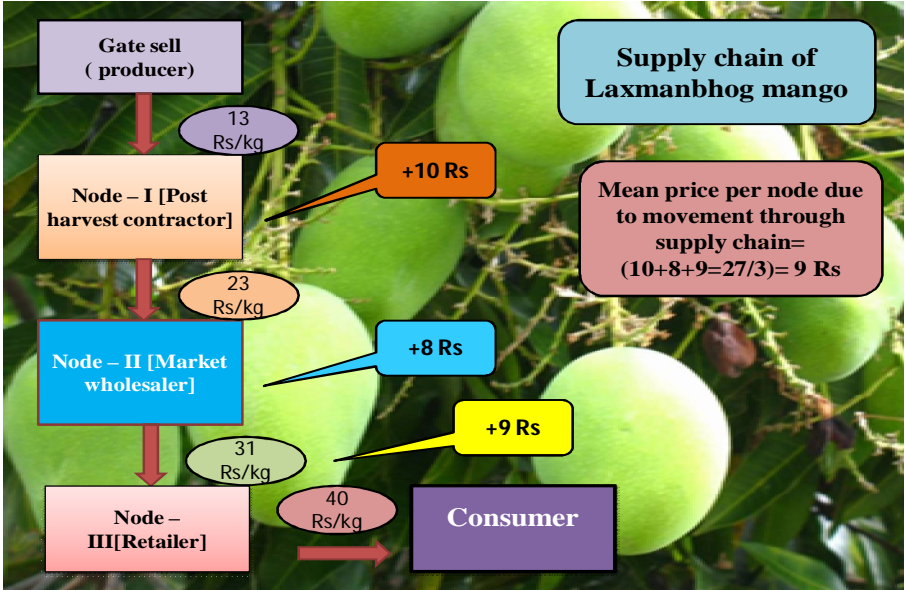 Gate sell
( producer)
Supply chain of
Laxmanbhog mango
13
Rs/kg
Node – I [Post
harvest contractor]
+10 Rs
Mean price per node due
to movement through
supply chain=
(10+8+9=27/3)= 9 Rs
23
Rs/kg
Node – II [Market
wholesaler]
+8 Rs
+9 Rs
31
Rs/kg
Node –
III[Retailer]
40
Rs/kg
Consumer